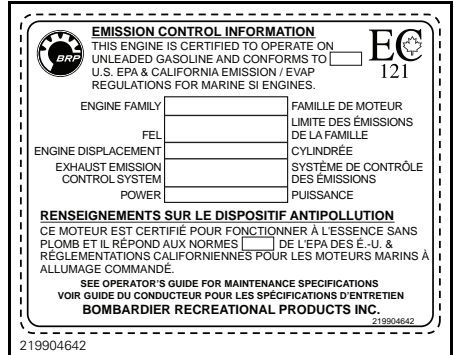 EMISSION CONTROL INFORMATION
THIS ENGINE IS CERTIFIED TO OPERATE ON
UNLEADED GASOLINE AND CONFORMS TO
U.S. EPA & CALIFORNIA EMISSION / EVAP
REGULATIONS FOR MARINE SI ENGINES.
BRP
EC
121
ENGINE FAMILY FAMILLE DE MOTEUR
FEL LIMITE DES ÉMISSIONS
DE LA FAMILLE
ENGINE DISPLACEMENT CYLINDRÉE
EXHAUST EMISSION SYSTÈME DE CONTRÔLE
CONTROL SYSTEM DES ÉMISSIONS
POWER PUISSANCE
RENSEIGNEMENTS SUR LE DISPOSITIF ANTIPOLLUTION
CE MOTEUR EST CERTIFIÉ POUR FONCTIONNER À L'ESSENCE SANS
PLOMB ET IL RÉPOND AUX NORMES DE L'EPA DES É.-U. &
RÉGLEMENTATIONS CALIFORNIENNES POUR LES MOTEURS MARINS À
ALLUMAGE COMMANDÉ.
SEE OPERATOR'S GUIDE FOR MAINTENANCE SPECIFICATIONS
VOIR GUIDE DU CONDUCTEUR POUR LES SPÉCIFICATIONS D'ENTRETIEN
BOMBARDIER RECREATIONAL PRODUCTS INC.
219904642
219904642